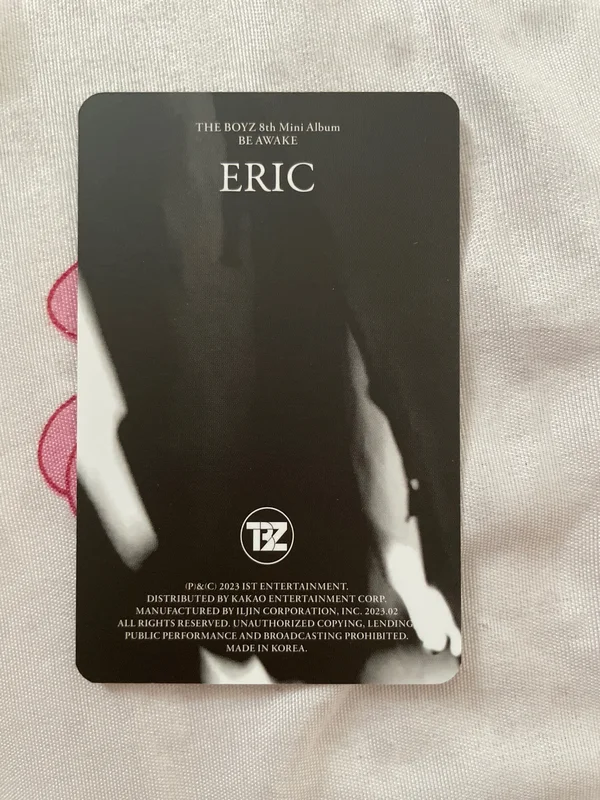 THE BOYZ 8th Mini Album
BE AWAKE
ERIC
TBZ
(P)&(C) 2023 IST ENTERTAINMENT.
DISTRIBUTED BY KAKAO ENTERTAINMENT CORP.
MANUFACTURED BY ILJIN CORPORATION, INC. 2023.02
ALL RIGHTS RESERVED. UNAUTHORIZED COPYING, LENDING,
PUBLIC PERFORMANCE AND BROADCASTING PROHIBITED.
MADE IN KOREA.